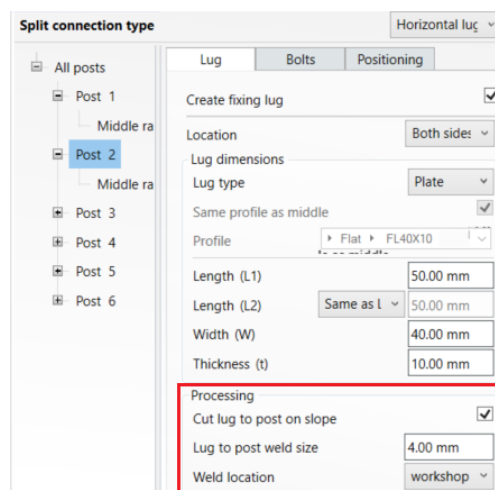 Split connection type Horizontal lug
All posts
Post 1
Middle ra
Post 2
Middle ra
Post 3
Post 4
Post 5
Post 6
Lug Bolts Positioning
Create fixing lug
Location Both sides
Lug dimensions
Lug type Plate
Same profile as middle
Profile Flat FL40X10
Length (L1) 50.00 mm
Length (L2) Same as L 50.00 mm
Width (W) 40.00 mm
Thickness (t) 10.00 mm
Processing
Cut lug to post on slope
Lug to post weld size 4.00 mm
Weld location workshop